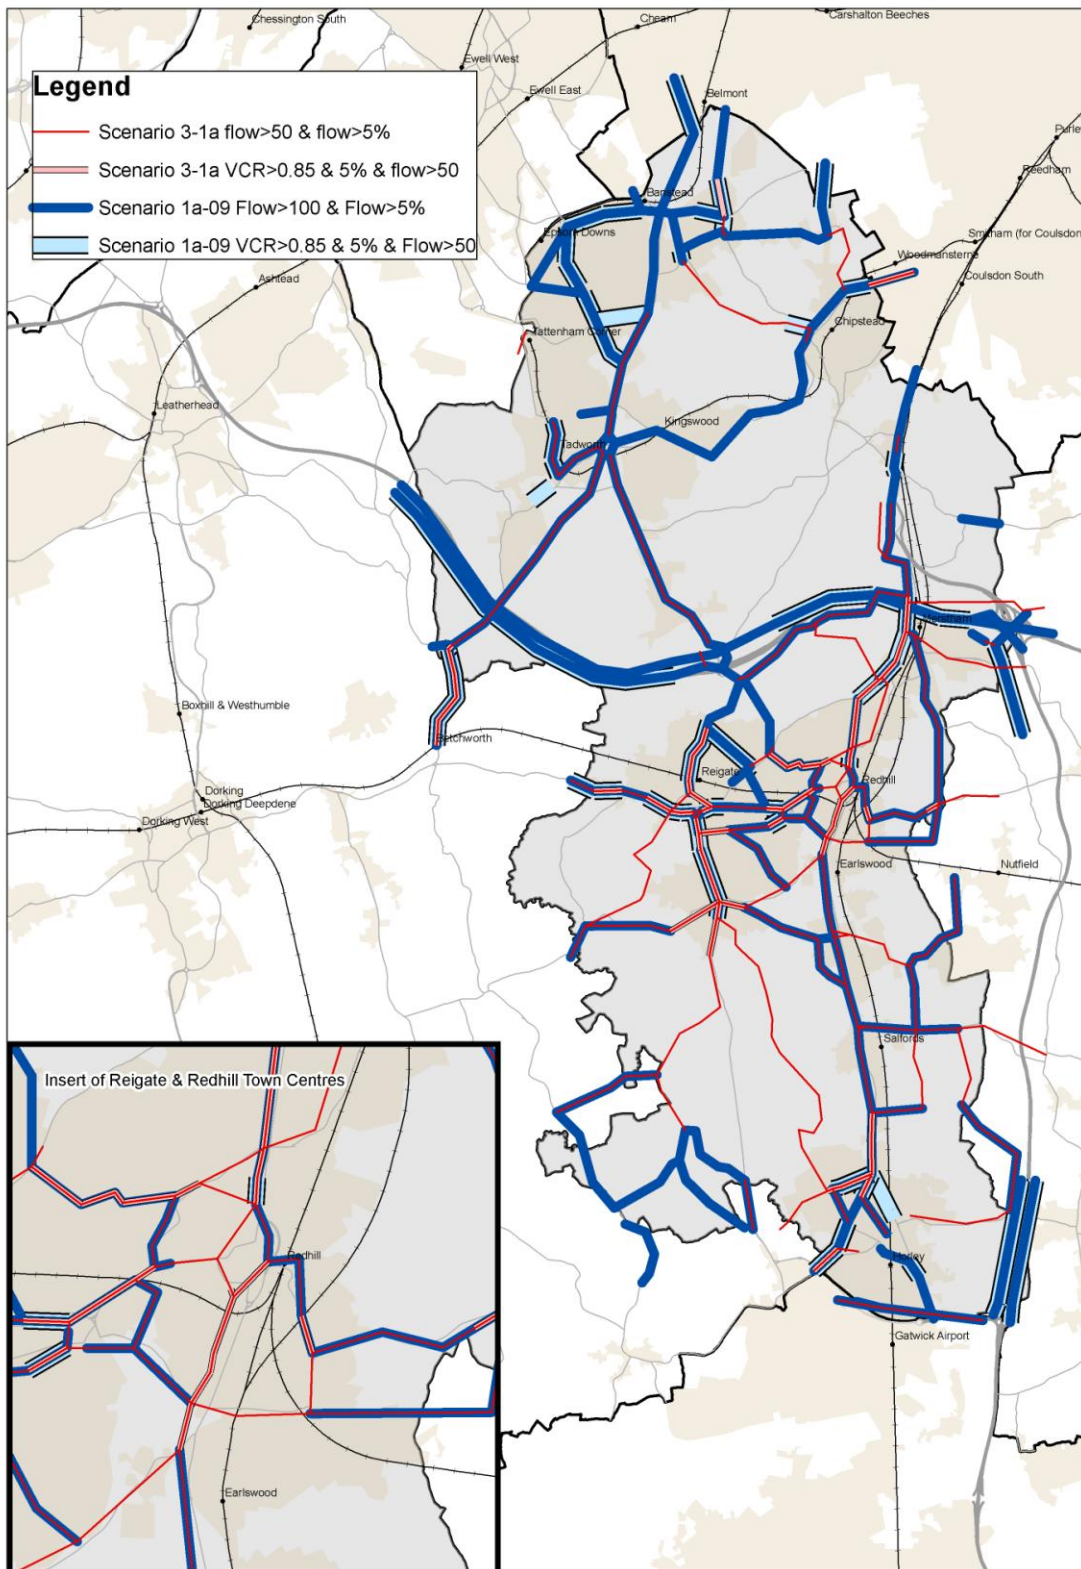 Chessington South
Cheam
Carshalton Beeches
Ewell West
Ewell East
Belmont
Legend
Scenario 3-1a flow>50 & flow>5%
Scenario 3-1a VCR>0.85 & 5% & flow>50
Scenario 1a-09 Flow>100 & Flow>5%
Scenario 1a-09 VCR>0.85 & 5% & Flow>50
Purley
Reedham
Banstead
Epsom Downs
Smitham (for Coulsdon
Woodmansterne
Coulsdon South
Ashtead
Tattenham Corner
Chipstead
Leatherhead
Kingswood
Tadworth
Merstham
Boxhill & Westhumble
Betchworth
Reigate
Redhill
Dorking
Dorking Deepdene
Dorking West
Earlswood
Nutfield
Salfords
Insert of Reigate & Redhill Town Centres
Redhill
Horley
Gatwick Airport
Earlswood